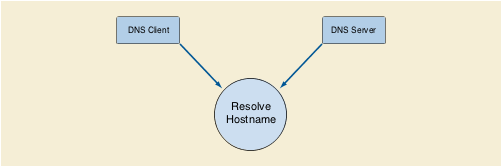 DNS Client
DNS Server
Resolve
Hostname